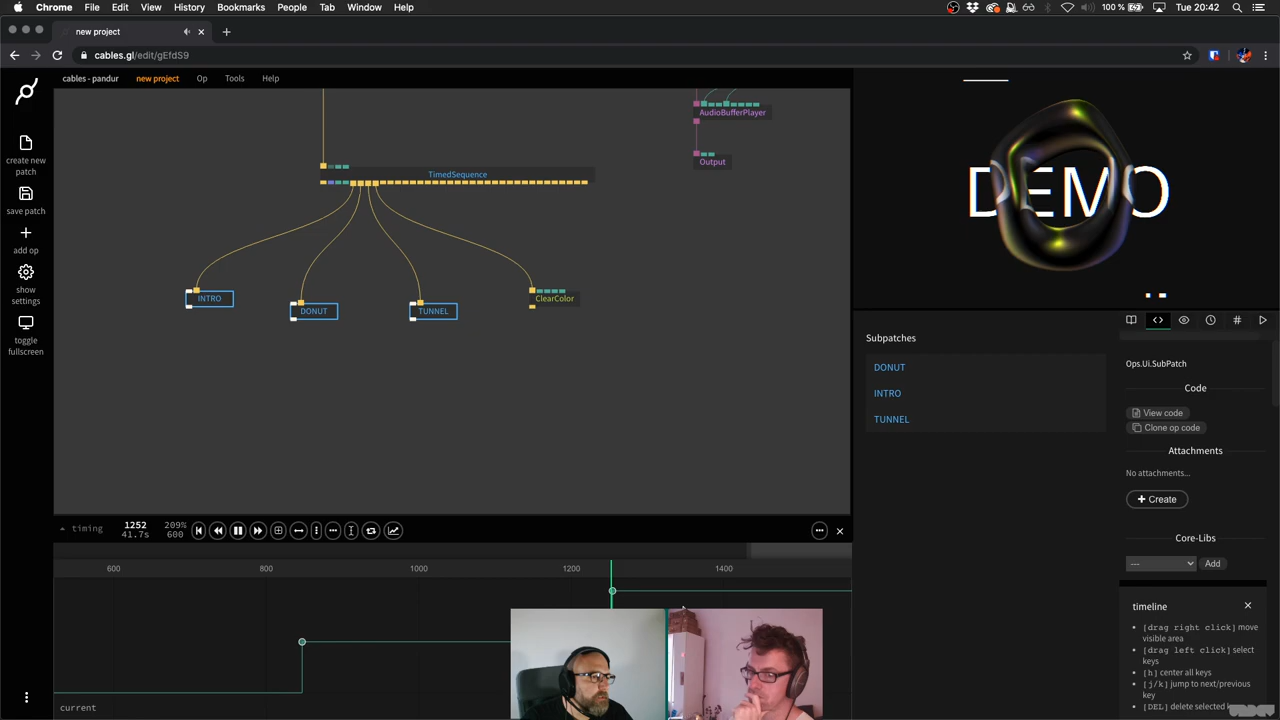 Chrome File Edit View History Bookmarks People Tab Window Help 100 % Tue 20:42
new project
cables.gl/edit/gEfdS9
cables - pandur new project Op Tools Help
create new
patch
save patch
add op
show
settings
toggle
fullscreen
AudioBufferPlayer
Output
TimedSequence
INTRO
DONUT
TUNNEL
ClearColor
DEMO
Subpatches
DONUT
INTRO
TUNNEL
Ops.Ui.SubPatch
Code
View code
Clone op code
Attachments
No attachments...
+ Create
Core-Libs
--- Add
timing
1252
41.7s
209%
600
600 800 1000 1200 1400
current
timeline
[drag right click] move
visible area
[drag left click] select
keys
[h] center all keys
[j/k] jump to next/previous
key
[DEL] delete selected